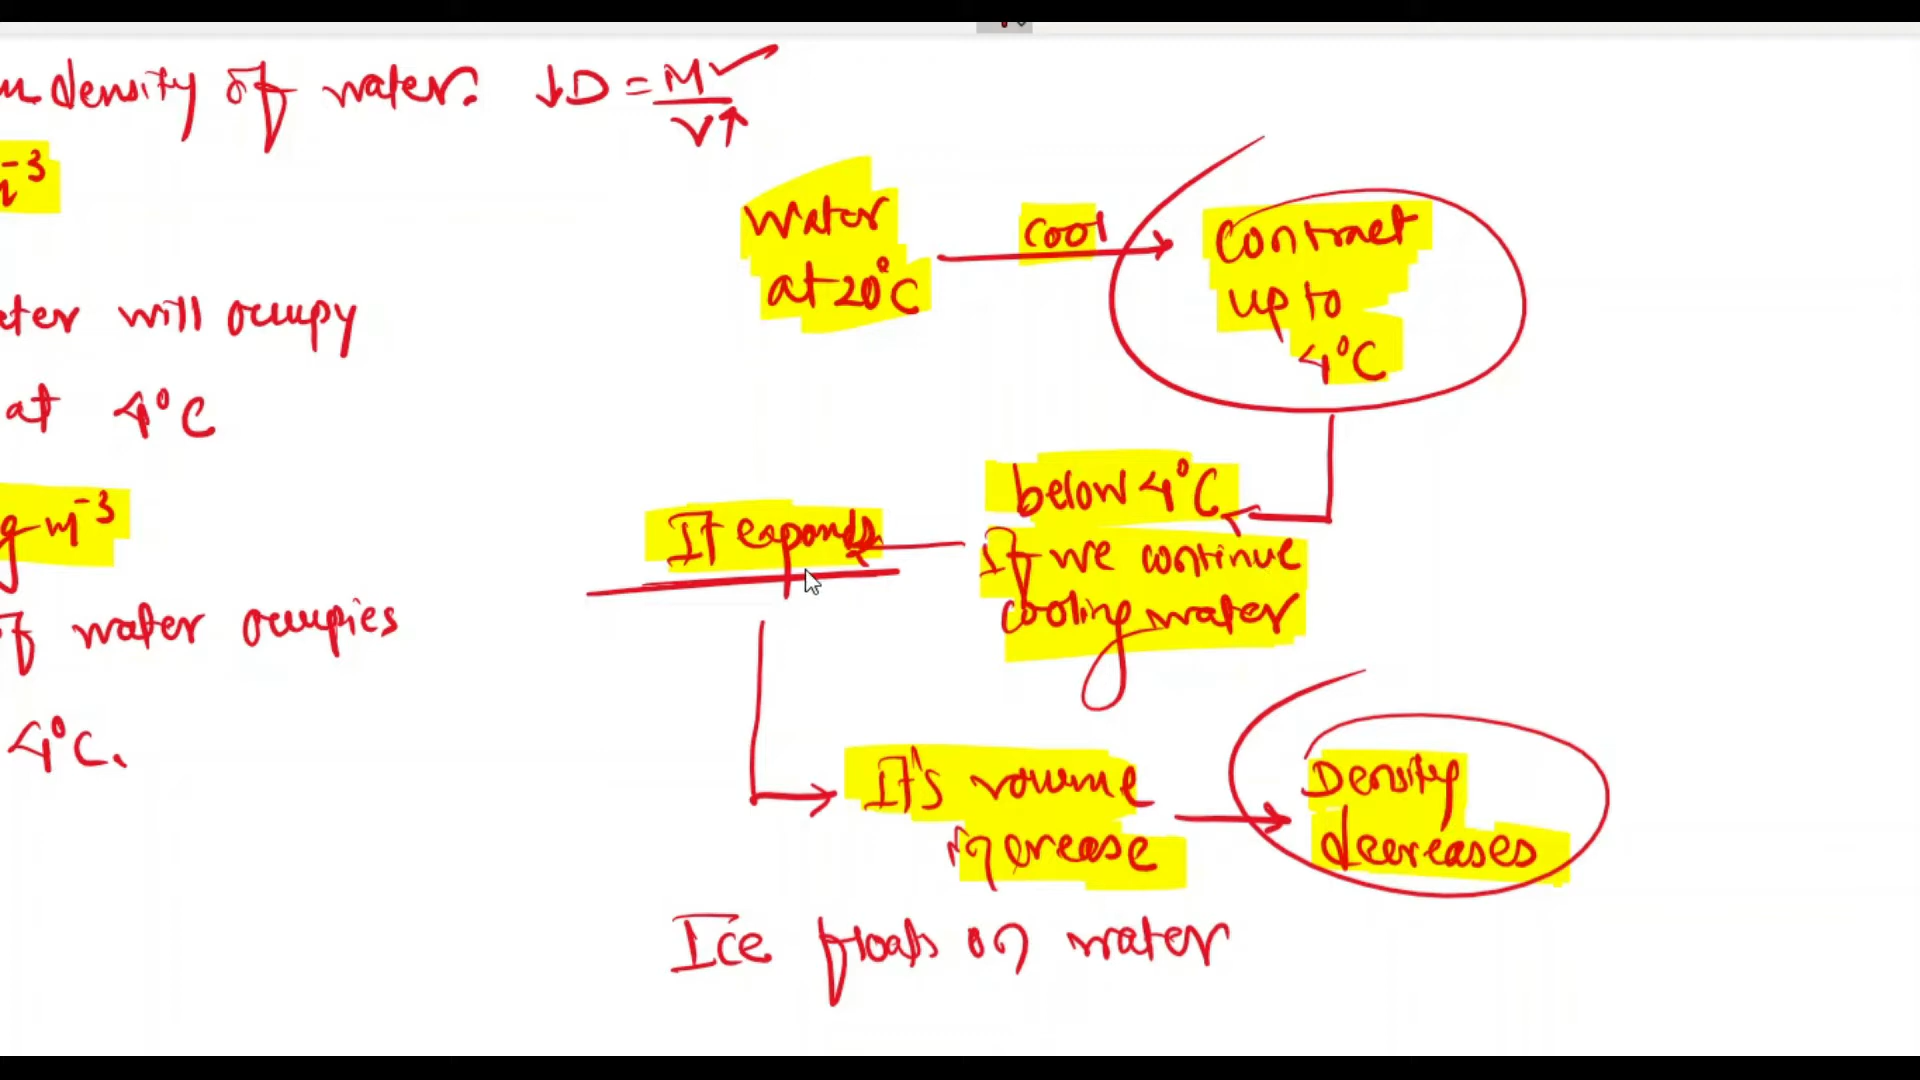 density of water. ↓D = M✓
V↑
m⁻³
Water
at 20°C
cool
Contract
up to
4°C
ater will occupy
at 4°C
below 4°C
If we continue
cooling water
It expands
g m⁻³
of water occupies
4°C.
It's volume
increase
Density
decreases
Ice floats on water